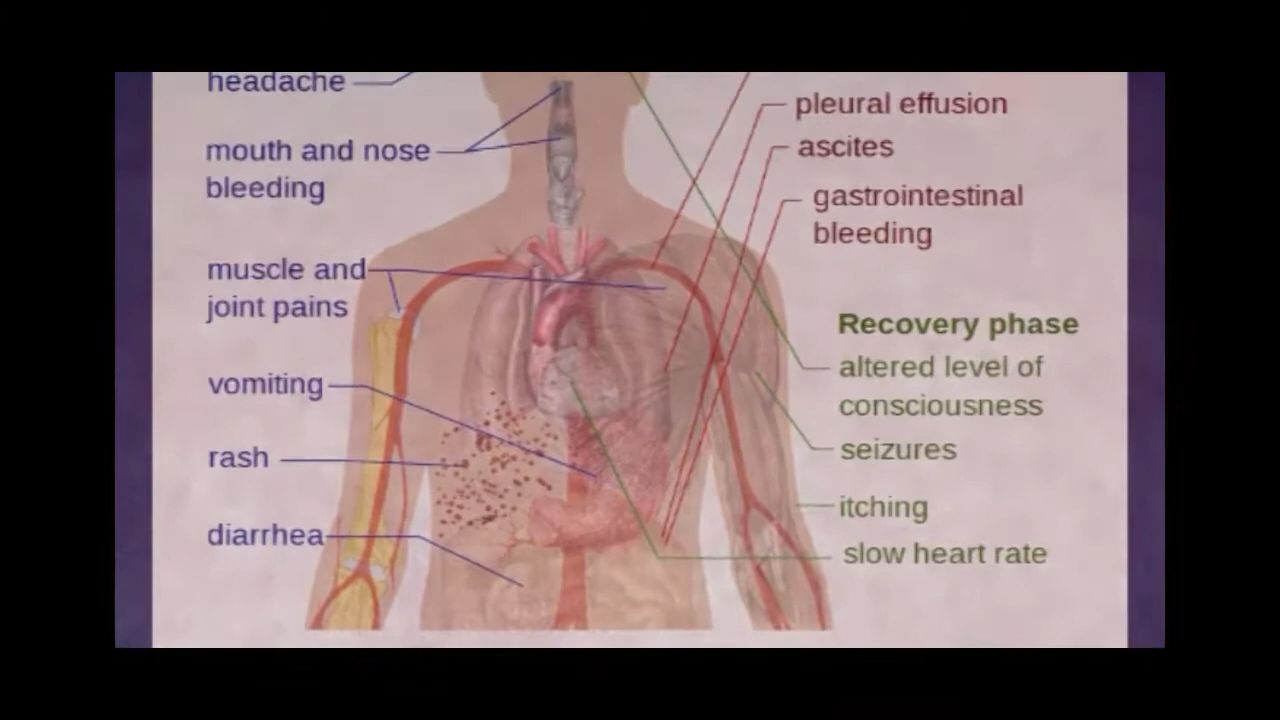 headache
mouth and nose
bleeding
muscle and
joint pains
vomiting
rash
diarrhea
pleural effusion
ascites
gastrointestinal
bleeding
Recovery phase
altered level of
consciousness
seizures
itching
slow heart rate